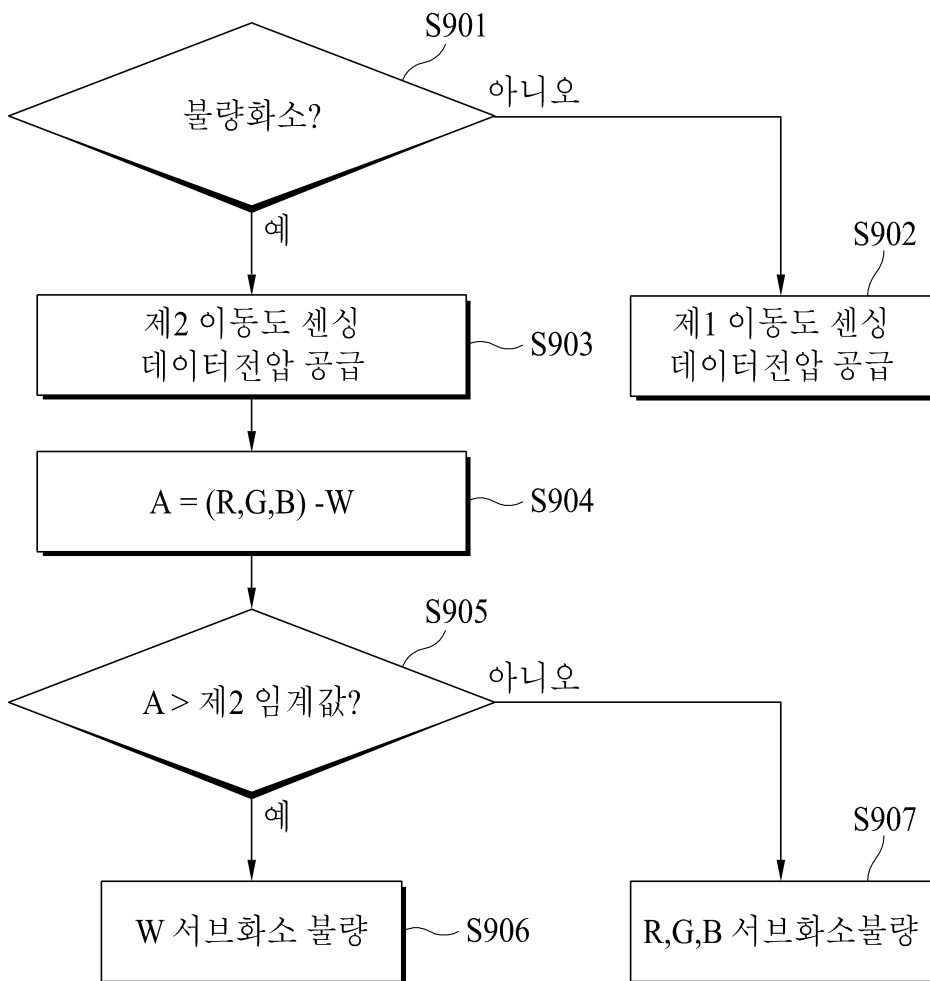 S901
불량화소?
아니오
예
S902
제2 이동도 센싱
데이터전압 공급
S903
제1 이동도 센싱
데이터전압 공급
A = (R,G,B) -W
S904
S905
A > 제2 임계값?
아니오
예
S907
W 서브화소 불량
S906
R,G,B 서브화소불량